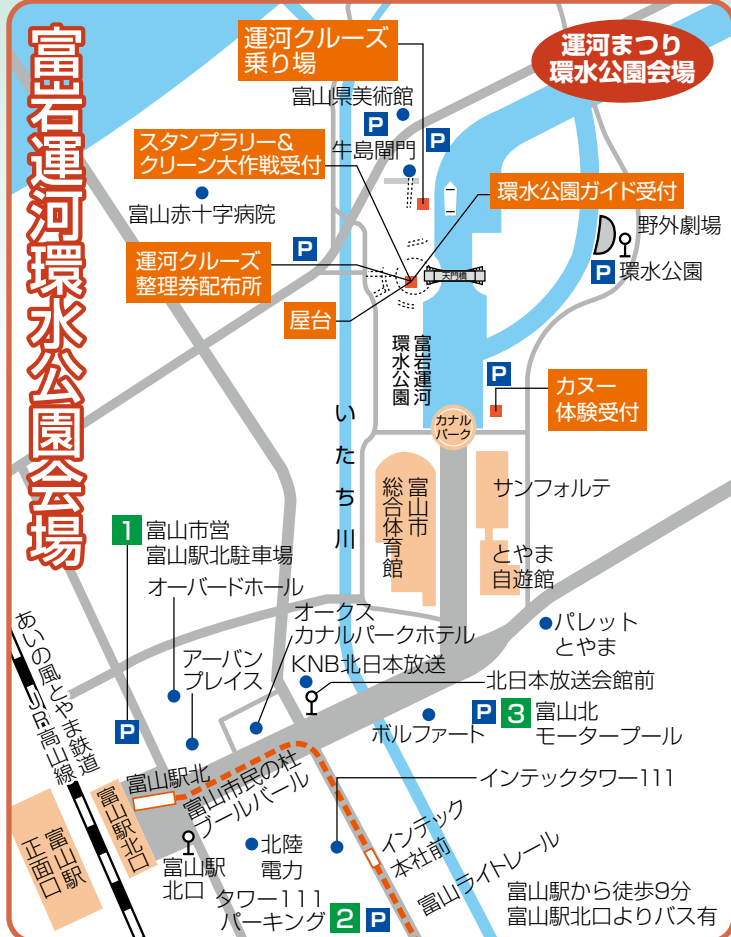 富岩運河環水公園会場
運河まつり
環水公園会場
運河クルーズ
乗り場
富山県美術館
P
P
スタンプラリー＆
クリーン大作戦受付
牛島閘門
環水公園ガイド受付
富山赤十字病院
野外劇場
P
運河クルーズ
整理券配布所
天門橋
P
環水公園
屋台
富岩運河
環水公園
P
カヌー
体験受付
カナル
パーク
いたち川
富山市
総合体育館
サンフォルテ
とやま
自遊館
1
富山市営
富山駅北駐車場
オーバードホール
オークス
カナルパークホテル
パレット
とやま
アーバン
プレイス
KNB北日本放送
北日本放送会館前
P
ボルファート
P
3
富山北
モータープール
あいの風とやま鉄道
JR高山線
富山駅北
富山市民の杜
ブールバール
インテックタワー111
富山駅北口
富山駅
正面口
富山駅
北口
北陸
電力
インテック
本社前
富山ライトレール
タワー111
パーキング
2
P
富山駅から徒歩9分
富山駅北口よりバス有